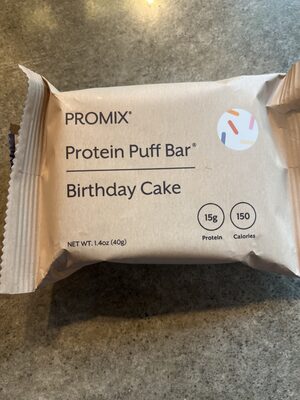 PROMIX®
Protein Puff Bar®
Birthday Cake
15g
Protein
150
Calories
NET WT. 1.4oz (40g)